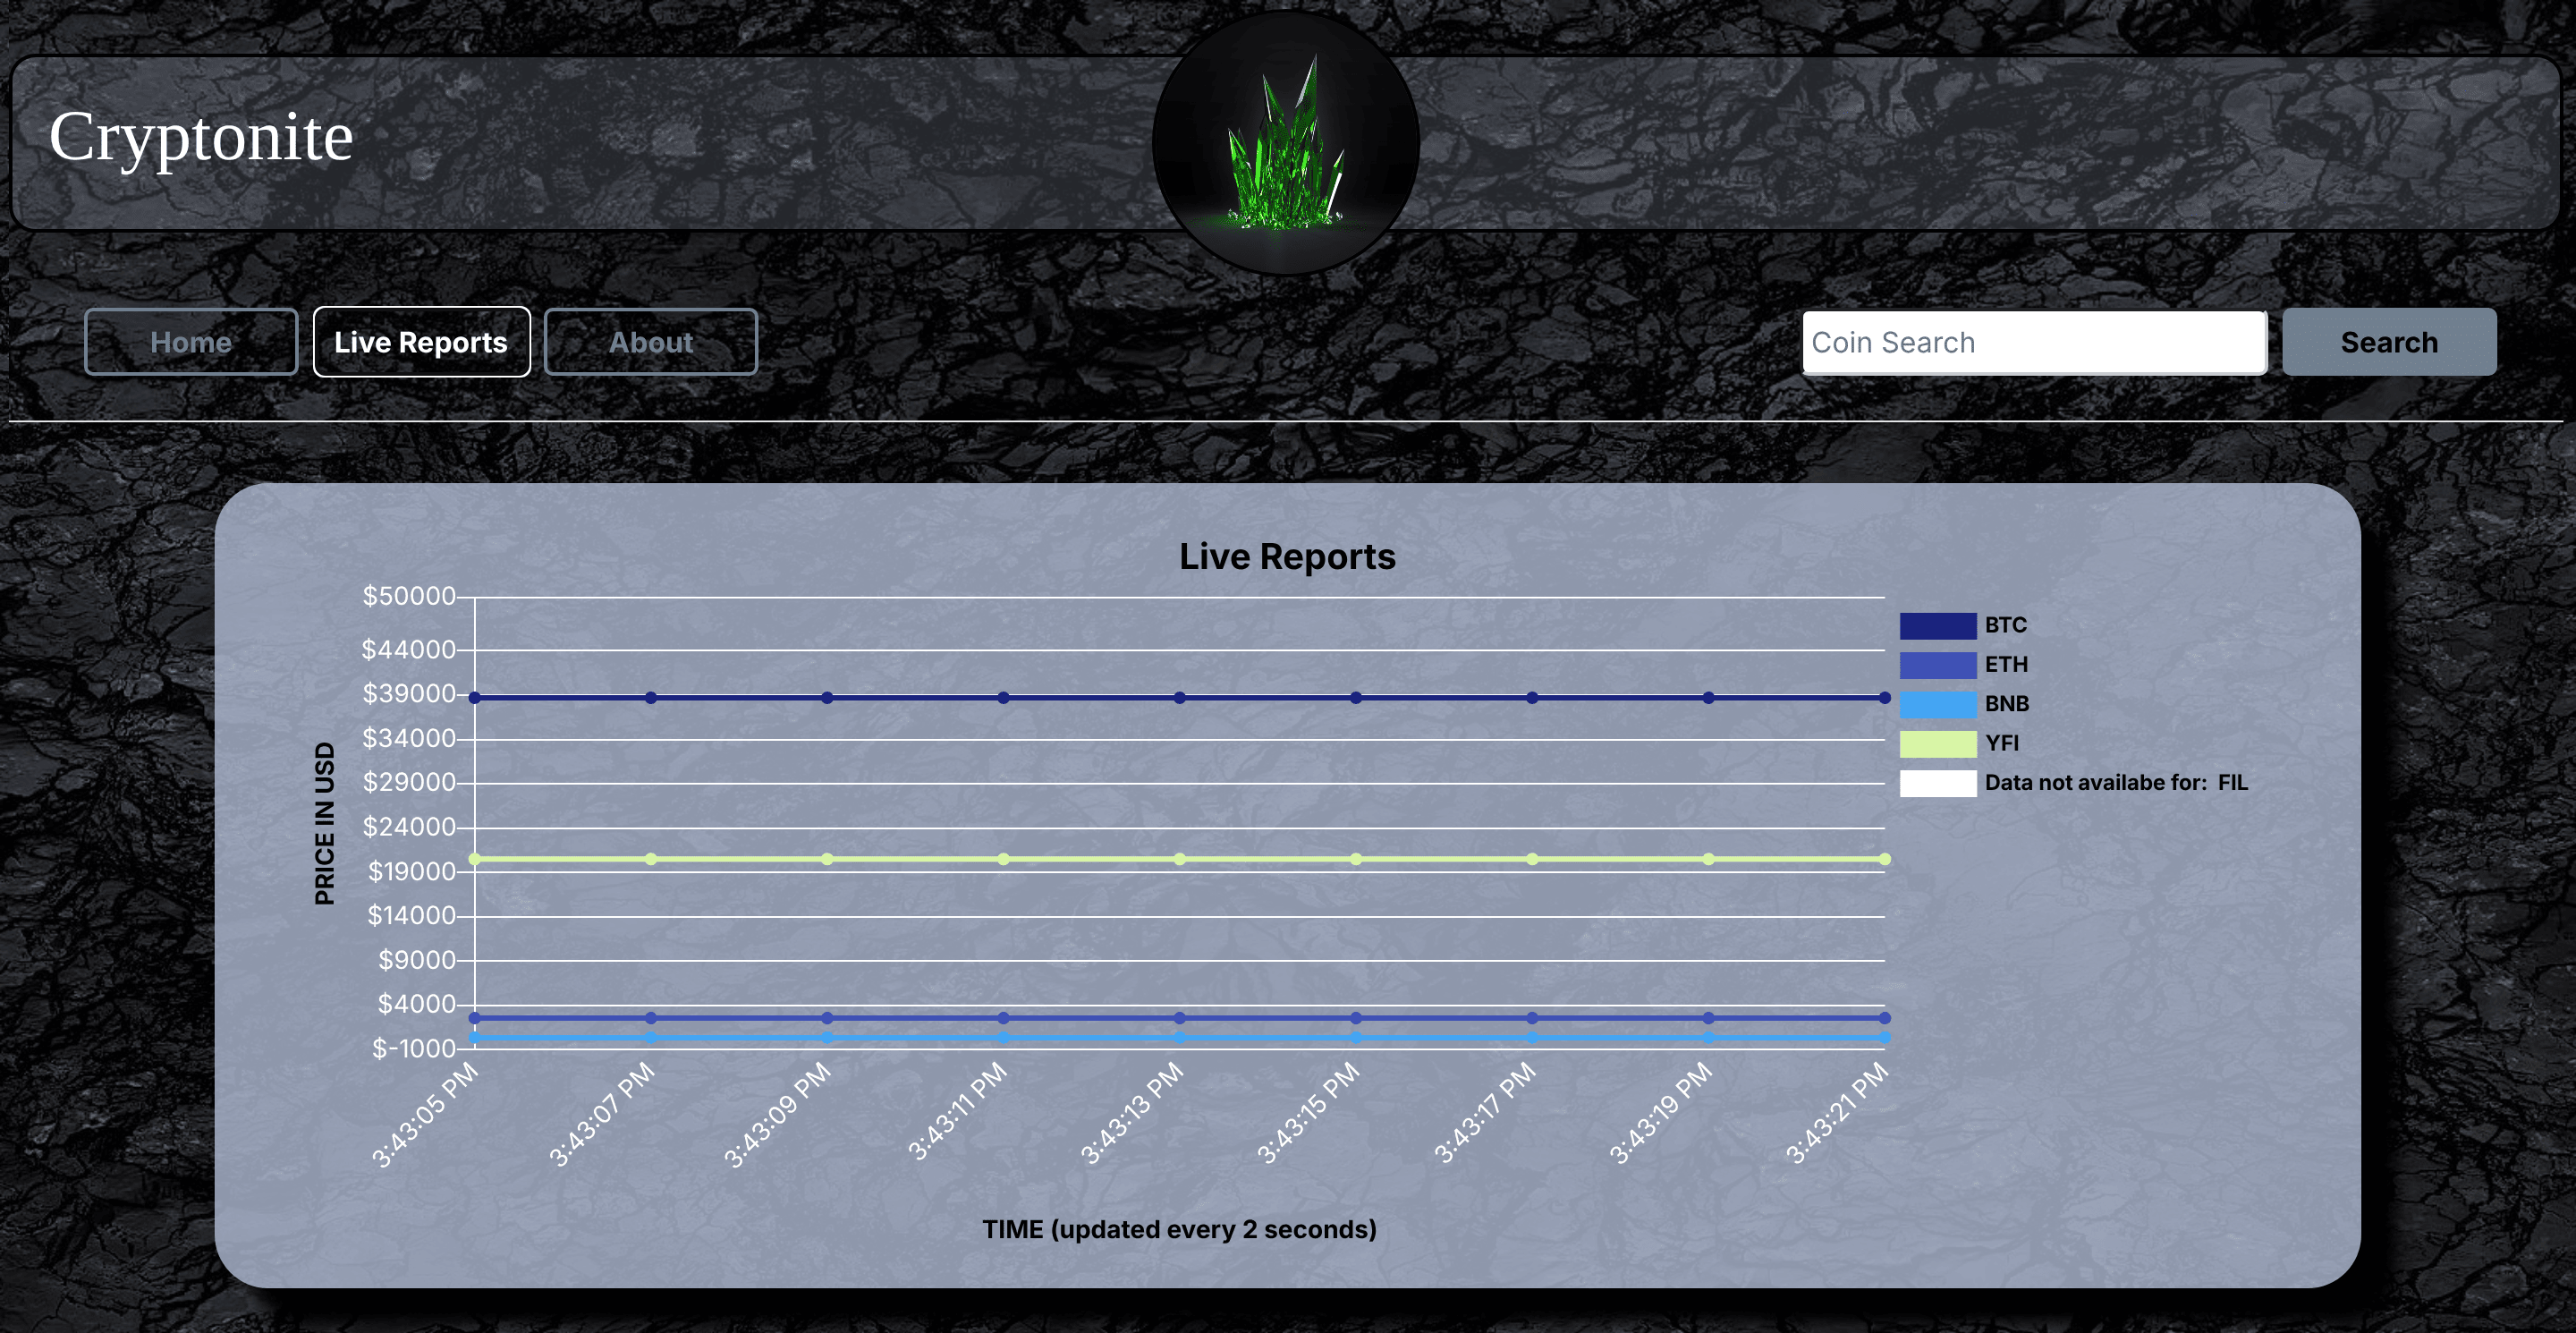 Cryptonite
Home
Live Reports
About
Coin Search
Search
Live Reports
$50000
$44000
$39000
$34000
$29000
$24000
$19000
$14000
$9000
$4000
$-1000
PRICE IN USD
BTC
ETH
BNB
YFI
Data not availabe for: FIL
3:43:05 PM
3:43:07 PM
3:43:09 PM
3:43:11 PM
3:43:13 PM
3:43:15 PM
3:43:17 PM
3:43:19 PM
3:43:21 PM
TIME (updated every 2 seconds)